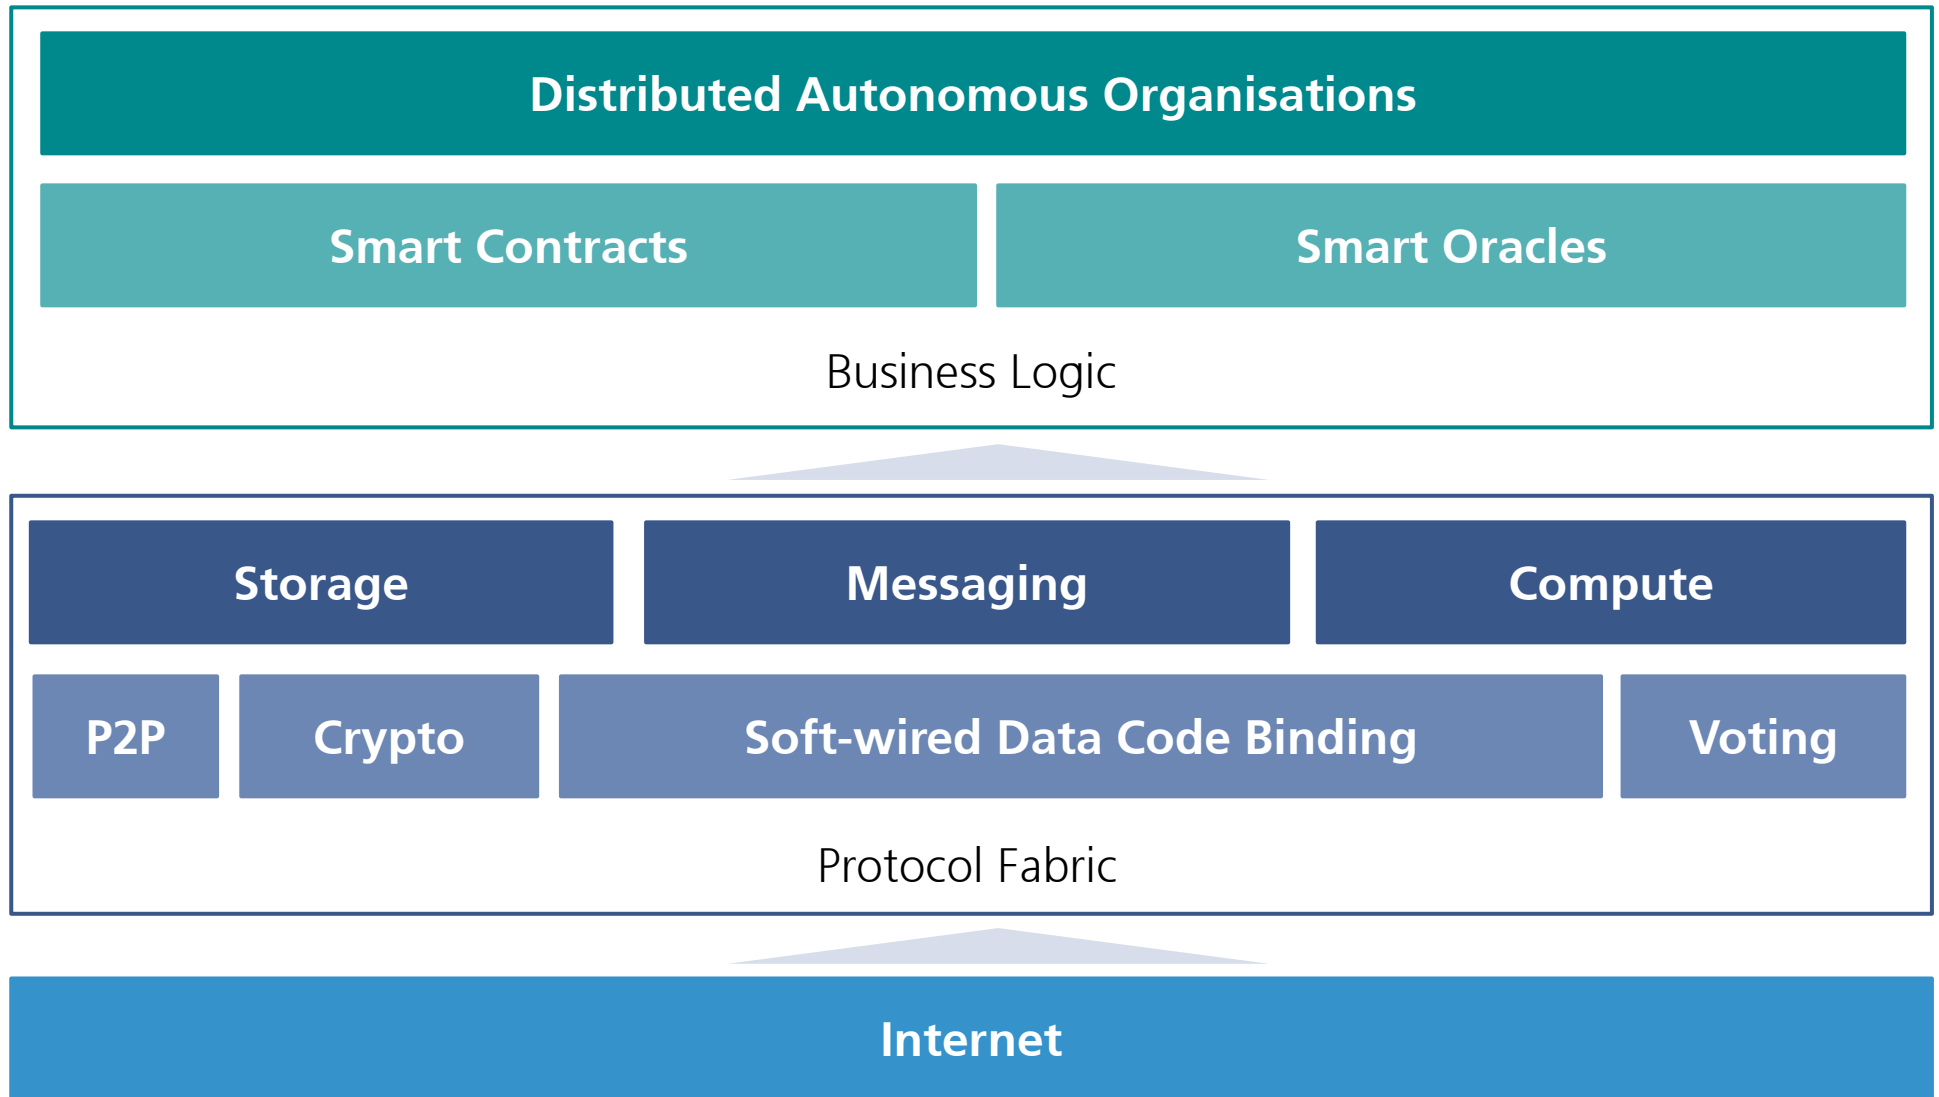 Distributed Autonomous Organisations
Smart Contracts
Smart Oracles
Business Logic
Storage
Messaging
Compute
P2P
Crypto
Soft-wired Data Code Binding
Voting
Protocol Fabric
Internet